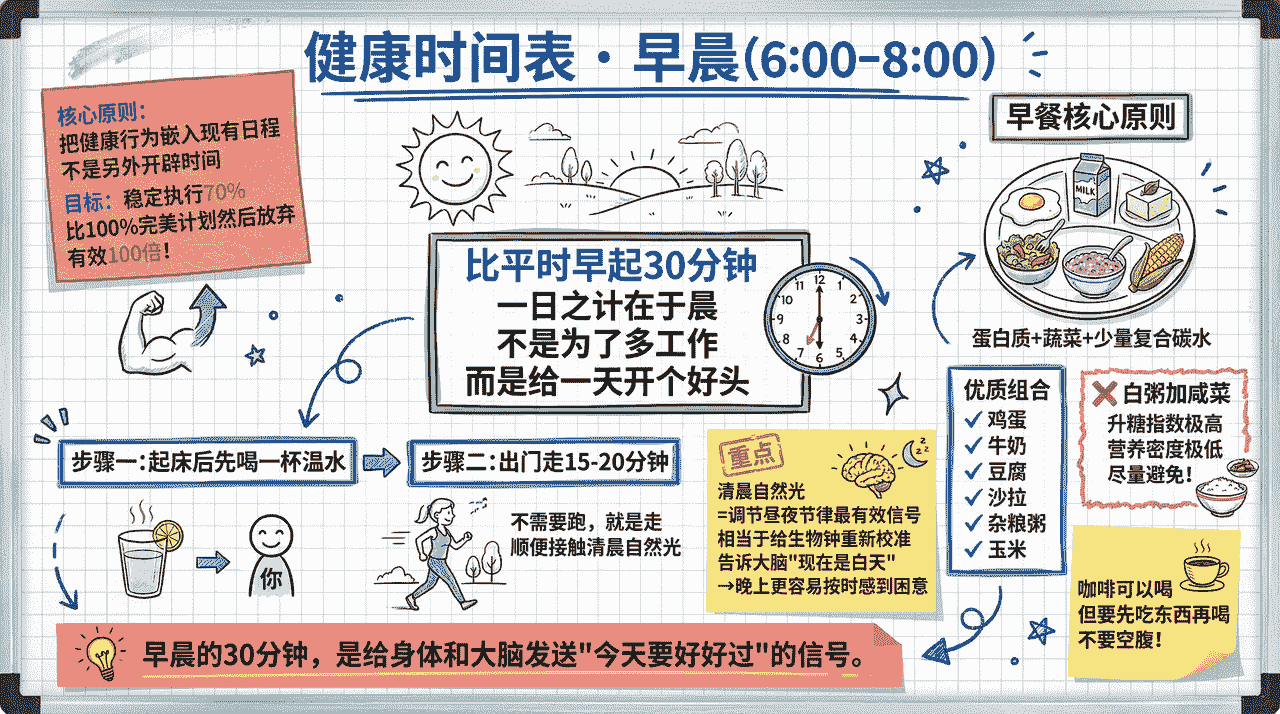 健康时间表·早晨(6:00-8:00)
核心原则：
把健康行为嵌入现有日程
不是另外开辟时间
目标：稳定执行70%
比100%完美计划然后放弃
有效100倍！
比平时早起30分钟
一日之计在于晨
不是为了多工作
而是给一天开个好头
12
1
2
3
4
5
6
7
8
9
10
11
早餐核心原则
MILK
蛋白质+蔬菜+少量复合碳水
步骤一：起床后先喝一杯温水
你
步骤二：出门走15-20分钟
不需要跑，就是走
顺便接触清晨自然光
重点
zzz
清晨自然光
=调节昼夜节律最有效信号
相当于给生物钟重新校准
告诉大脑"现在是白天"
→晚上更容易按时感到困意
优质组合
✓鸡蛋
✓牛奶
✓豆腐
✓沙拉
✓杂粮粥
✓玉米
❌白粥加咸菜
升糖指数极高
营养密度极低
尽量避免！
咖啡可以喝
但要先吃东西再喝
不要空腹！
早晨的30分钟，是给身体和大脑发送"今天要好好过"的信号。